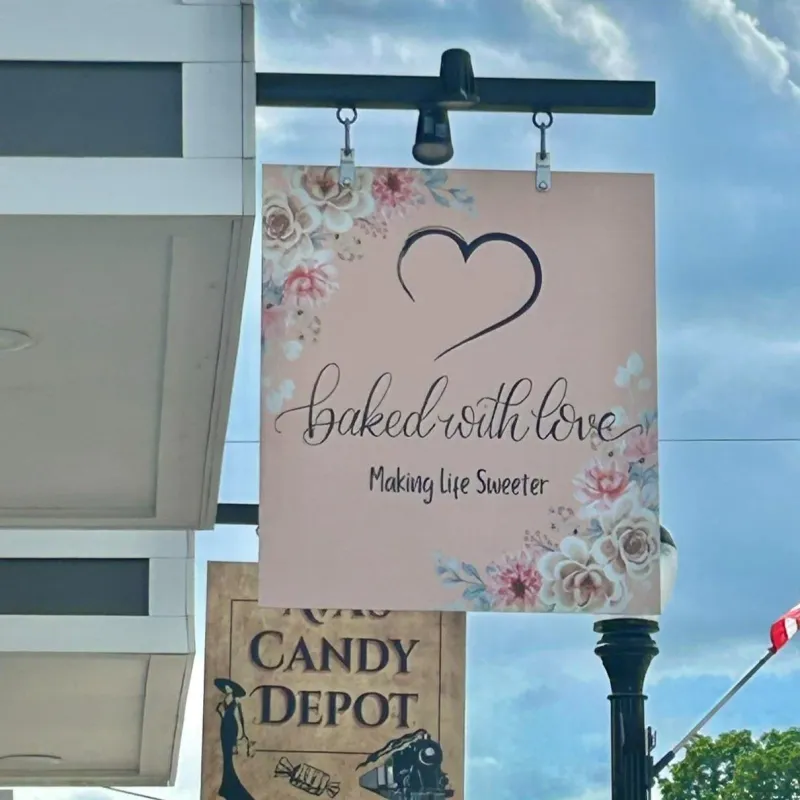 baked with love
Making Life Sweeter
CANDY
DEPOT